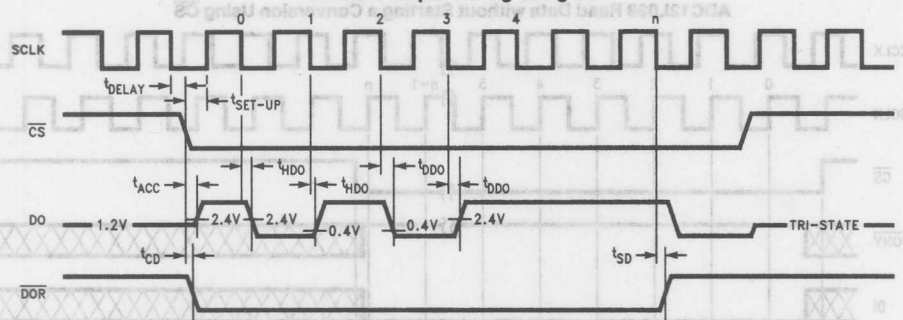 0 1 2 3 4 n
SCLK
tDELAY
tSET-UP
CS
tHDO tHDO tDDO tDDO
tACC
DO 1.2V 2.4V 2.4V 0.4V 0.4V 2.4V TRI-STATE
tCD tSD
DOR